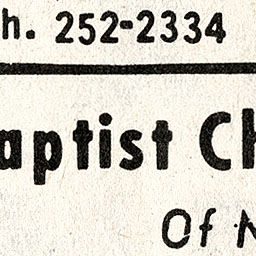 h. 252-2334
aptist Ch
Of N